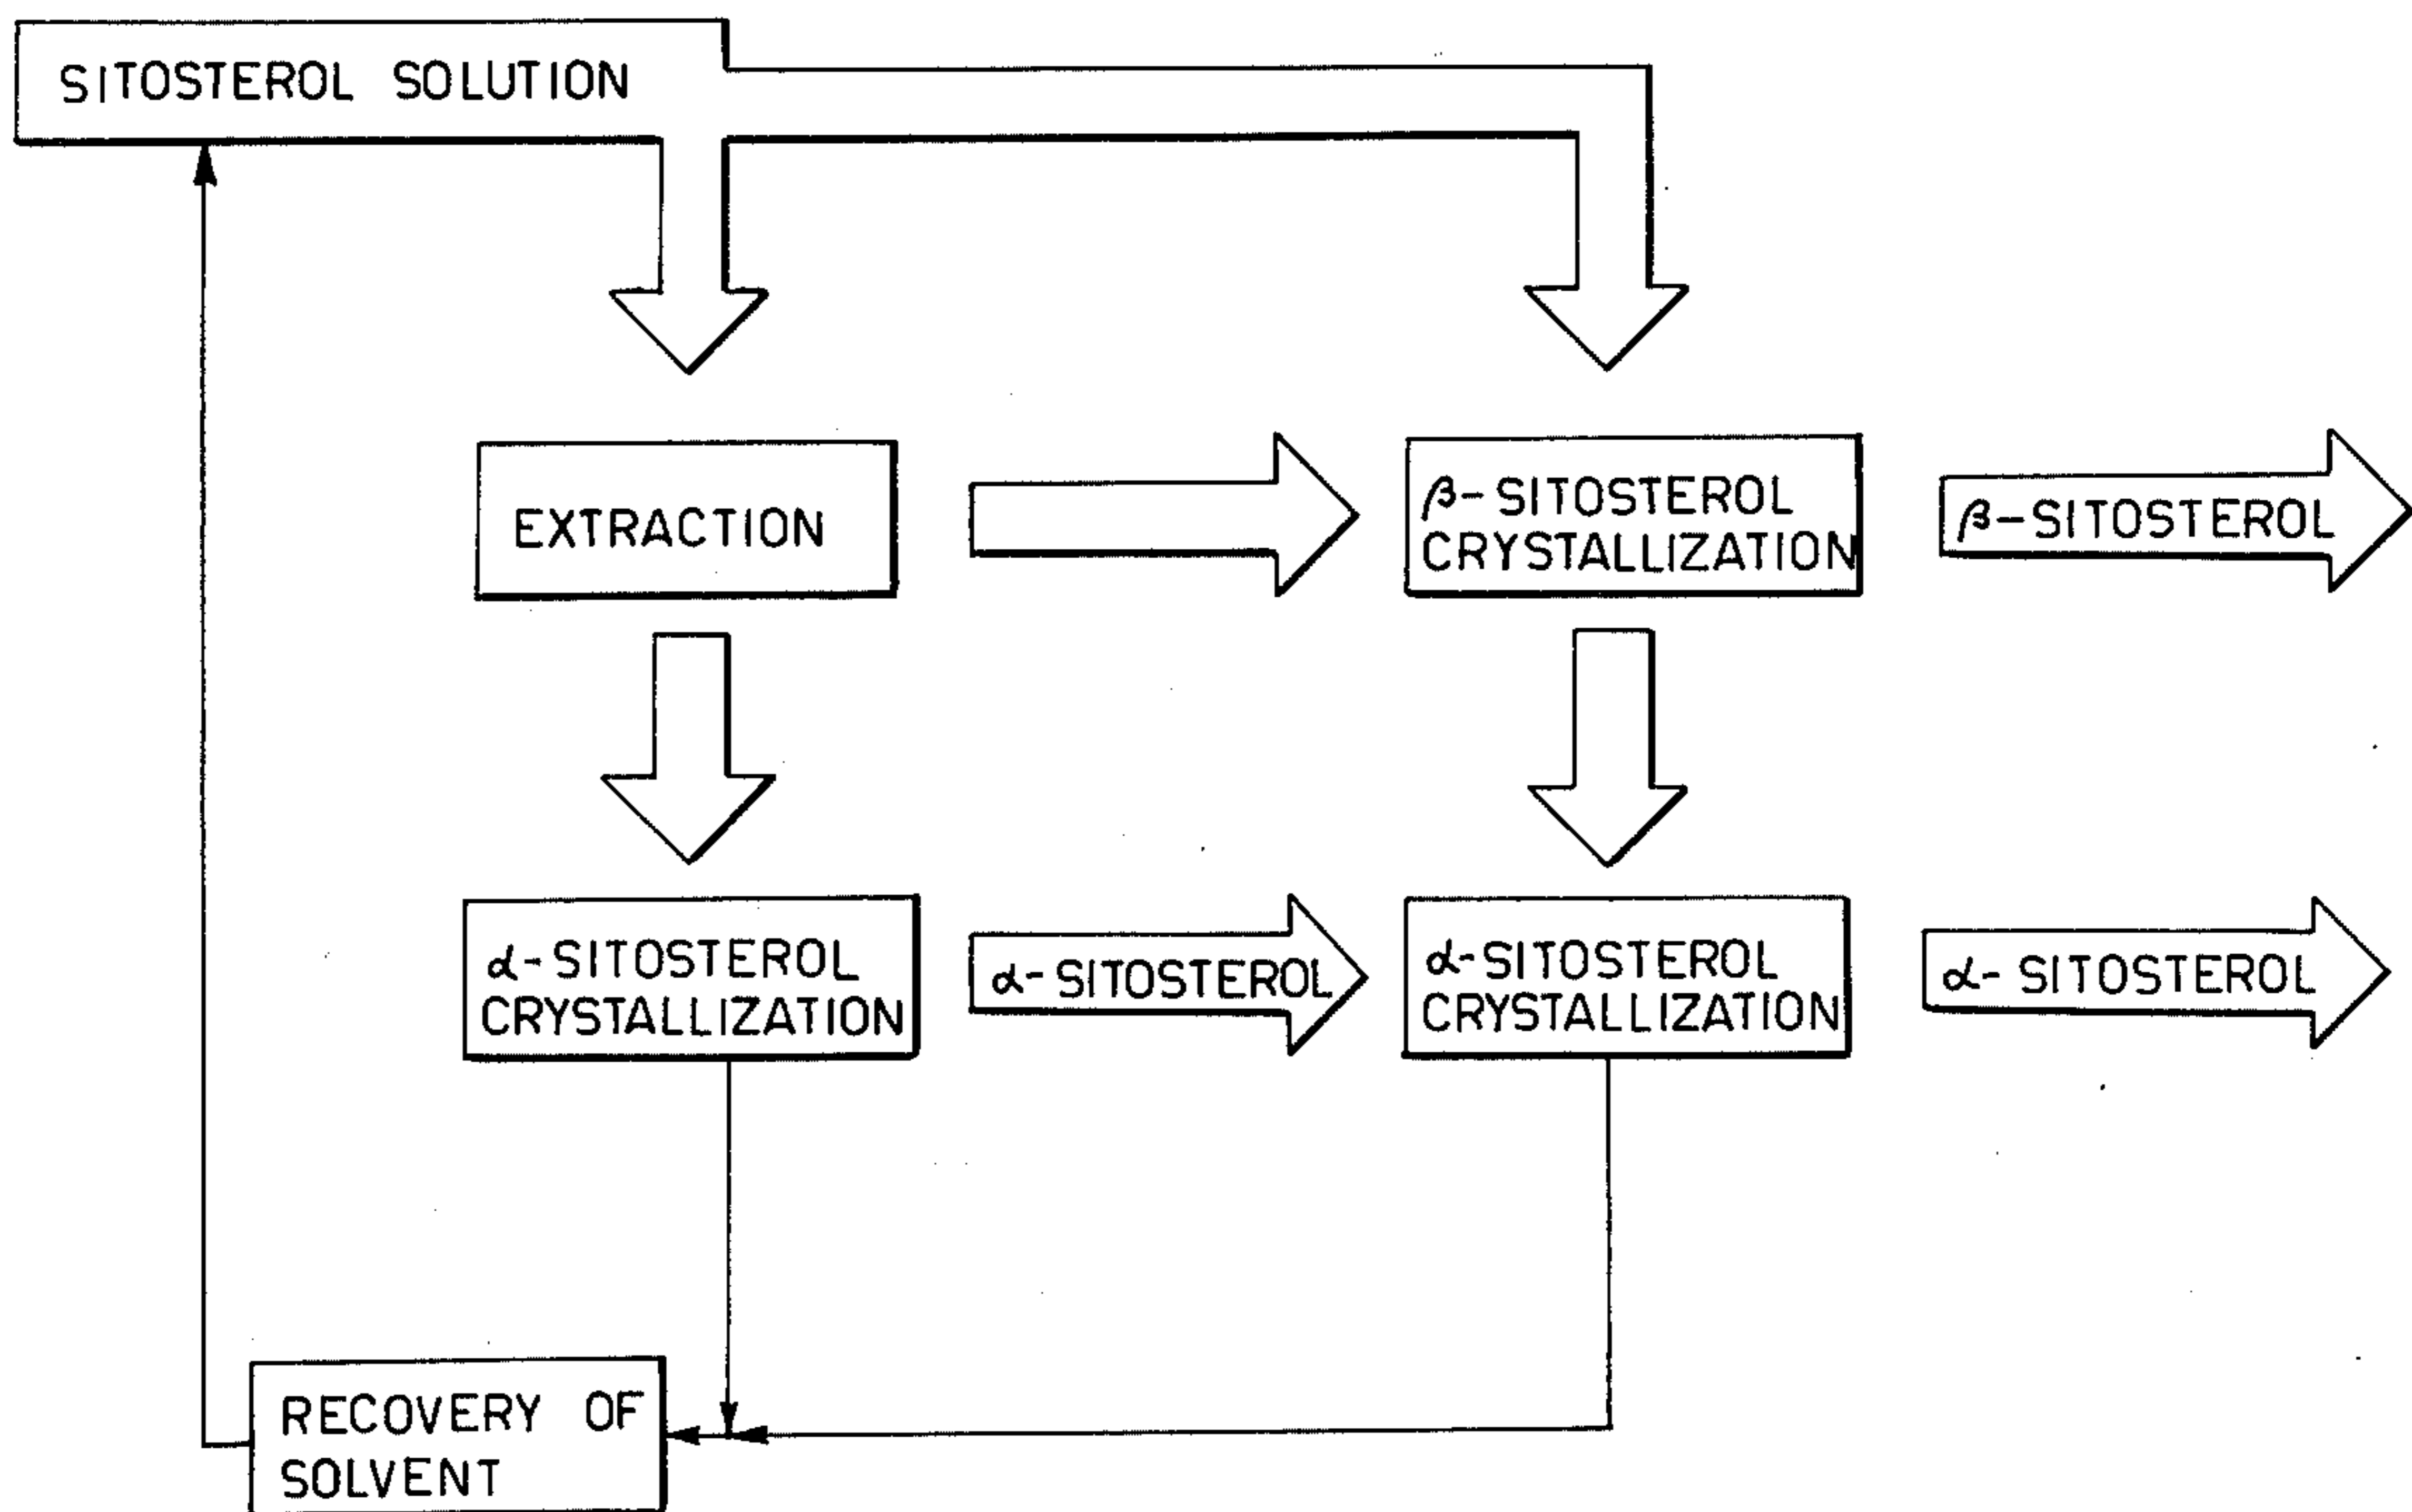 SITOSTEROL SOLUTION
EXTRACTION
β-SITOSTEROL
CRYSTALLIZATION
β-SITOSTEROL
α-SITOSTEROL
CRYSTALLIZATION
α-SITOSTEROL
α-SITOSTEROL
CRYSTALLIZATION
α-SITOSTEROL
RECOVERY OF
SOLVENT